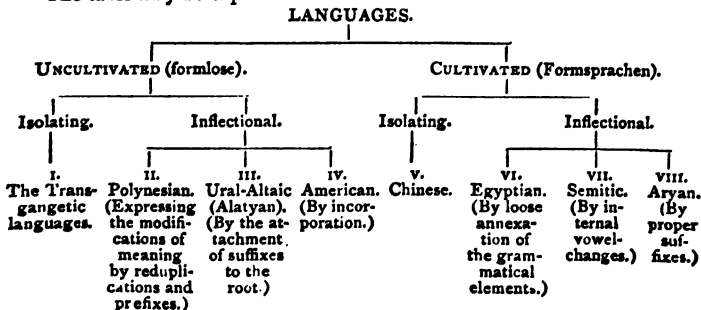 LANGUAGES.
UNCULTIVATED (formlose). CULTIVATED (Formsprachen).
Isolating. Inflectional. Isolating. Inflectional.
I. II. III. IV. V. VI. VII. VIII.
The Trans- Polynesian. Ural-Altaic American. Chinese. Egyptian. Semitic. Aryan.
gangetic (Expressing (Alatyan). (By incor- (By loose (By in- (By
languages. the modifi- (By the at- poration.) annexa- ternal proper
cations of tachment. tion of vowel- suf-
meaning of suffixes the gram- changes.) fixes.)
by redupli- to the matical
cations and root.) elements.)
prefixes.)